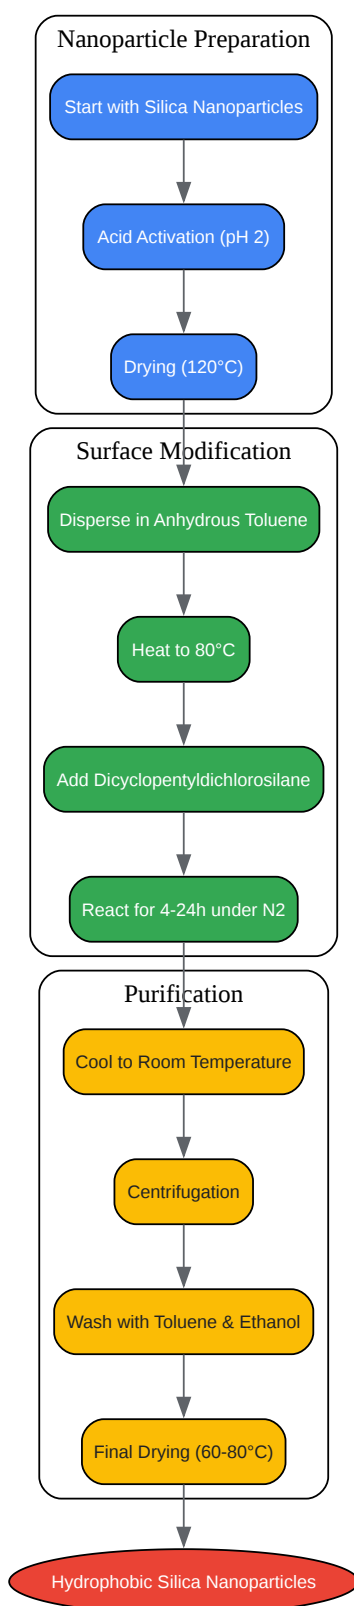 Nanoparticle Preparation
Start with Silica Nanoparticles
Acid Activation (pH 2)
Drying (120°C)
Surface Modification
Disperse in Anhydrous Toluene
Heat to 80°C
Add Dicyclopentyldichlorosilane
React for 4-24h under N2
Purification
Cool to Room Temperature
Centrifugation
Wash with Toluene & Ethanol
Final Drying (60-80°C)
Hydrophobic Silica Nanoparticles